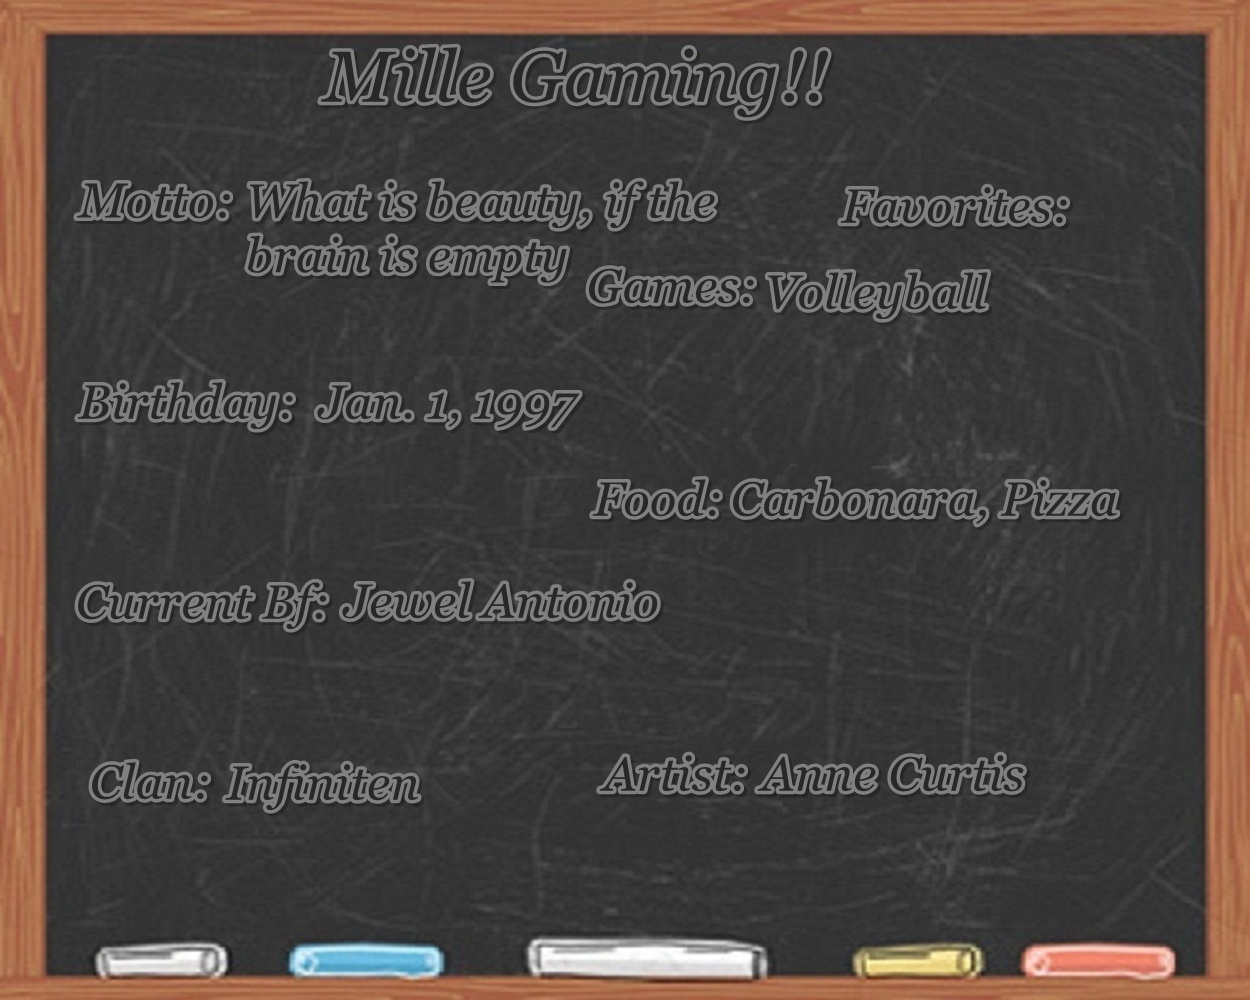 Mille Gaming!!
Motto: What is beauty, if the
brain is empty
Birthday: Jan. 1, 1997
Current Bf: Jewel Antonio
Clan: Infiniten
Favorites:
Games: Volleyball
Food: Carbonara, Pizza
Artist: Anne Curtis